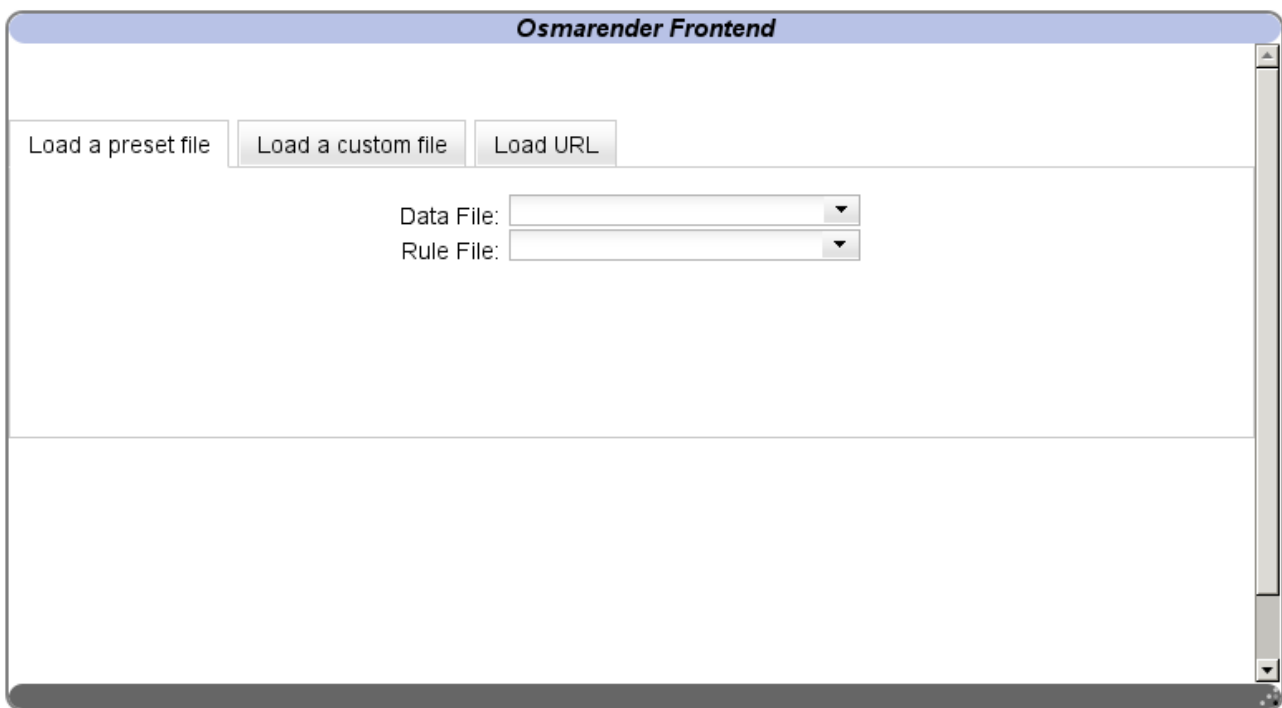 Osmarender Frontend
Load a preset file Load a custom file Load URL
Data File:
Rule File: